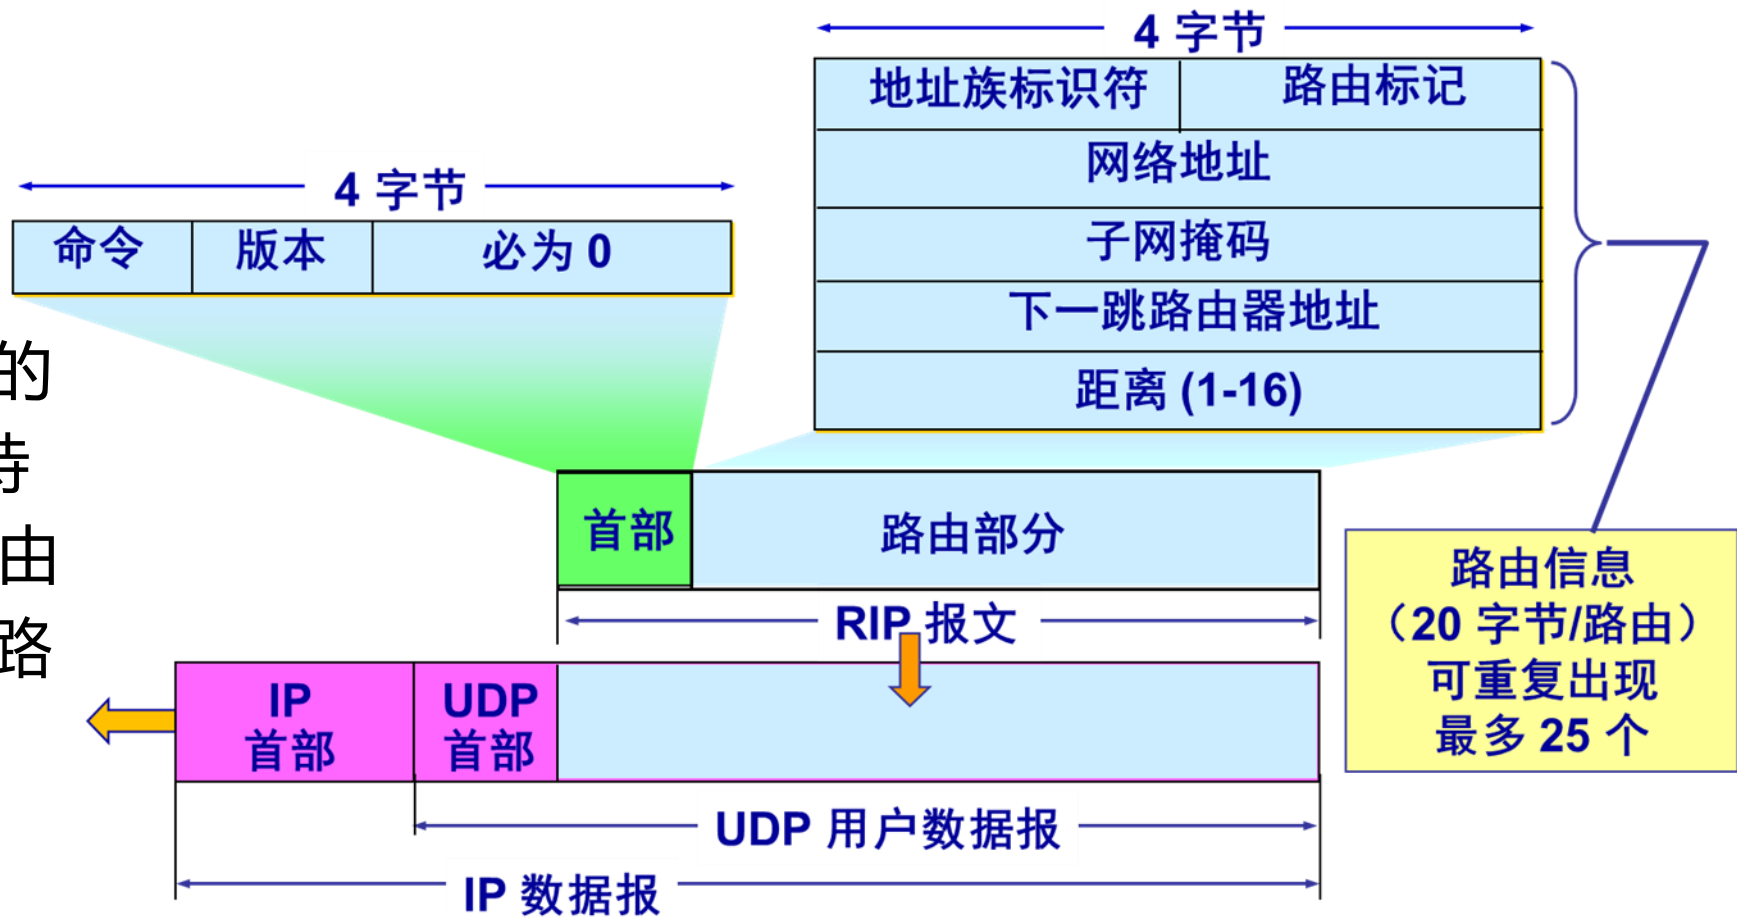 4 字节
地址族标识符 路由标记
网络地址
子网掩码
下一跳路由器地址
距离 (1-16)
4 字节
命令 版本 必为 0
的
持
由
路
首部 路由部分
RIP 报文
路由信息
（20 字节/路由）
可重复出现
最多 25 个
IP
首部
UDP
首部
UDP 用户数据报
IP 数据报